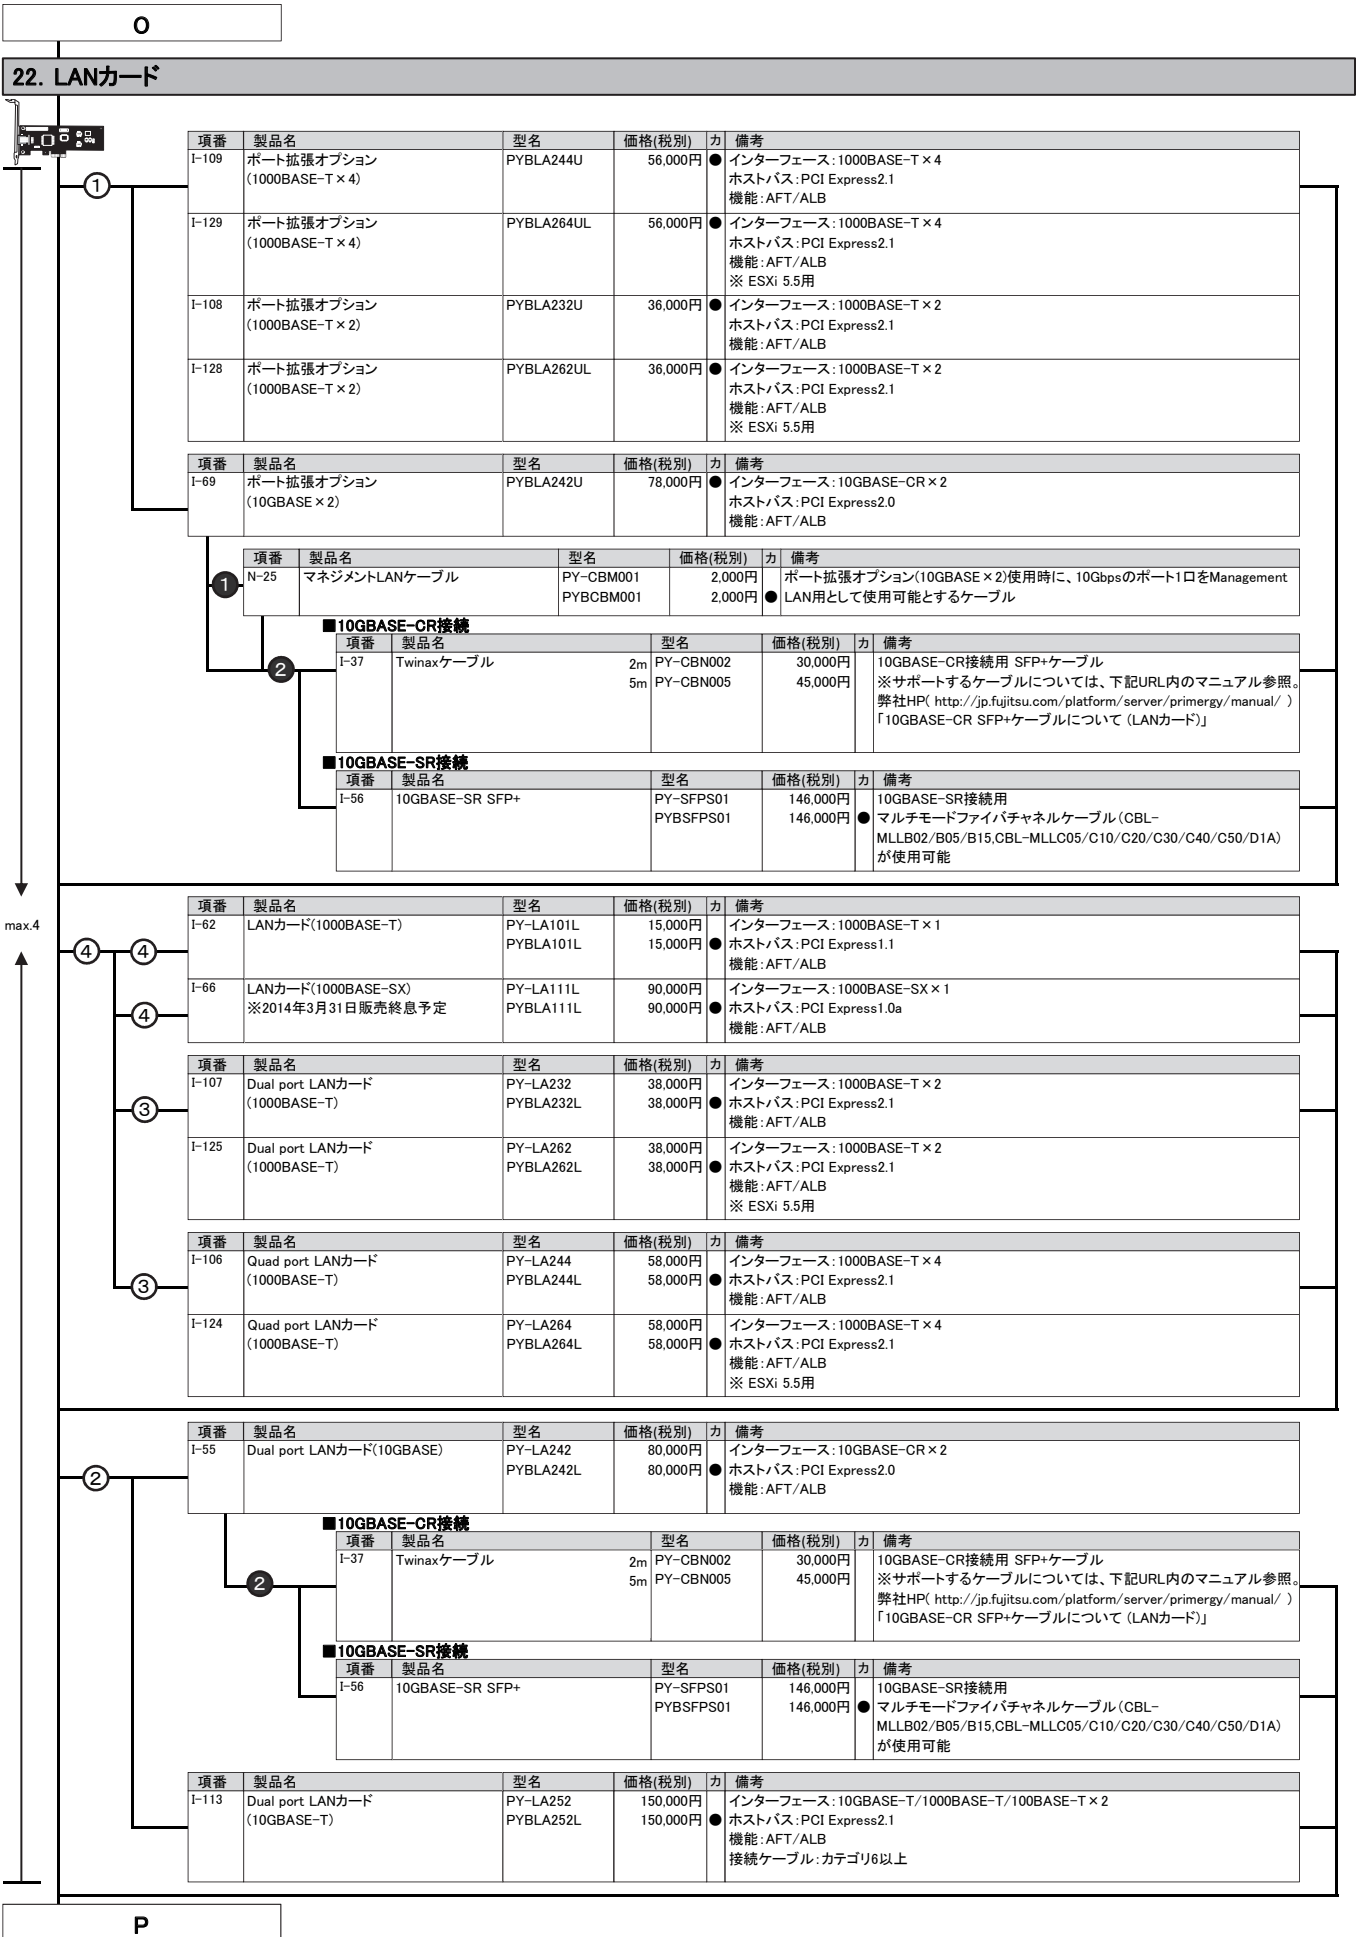 O
22. LANカード
項番 製品名 型名 価格(税別) カ 備考
I-109 ポート拡張オプション PYBLA244U 56,000円 ● インターフェース:1000BASE-T×4
① (1000BASE-T×4) ホストバス:PCI Express2.1
機能:AFT/ALB
I-129 ポート拡張オプション PYBLA264UL 56,000円 ● インターフェース:1000BASE-T×4
(1000BASE-T×4) ホストバス:PCI Express2.1
機能:AFT/ALB
※ ESXi 5.5用
I-108 ポート拡張オプション PYBLA232U 36,000円 ● インターフェース:1000BASE-T×2
(1000BASE-T×2) ホストバス:PCI Express2.1
機能:AFT/ALB
I-128 ポート拡張オプション PYBLA262UL 36,000円 ● インターフェース:1000BASE-T×2
(1000BASE-T×2) ホストバス:PCI Express2.1
機能:AFT/ALB
※ ESXi 5.5用
項番 製品名 型名 価格(税別) カ 備考
I-69 ポート拡張オプション PYBLA242U 78,000円 ● インターフェース:10GBASE-CR×2
(10GBASE×2) ホストバス:PCI Express2.0
機能:AFT/ALB
項番 製品名 型名 価格(税別) カ 備考
❶ N-25 マネジメントLANケーブル PY-CBM001 2,000円 ポート拡張オプション(10GBASE×2)使用時に、10Gbpsのポート1口をManagement
PYBCBM001 2,000円 ● LAN用として使用可能とするケーブル
■10GBASE-CR接続
項番 製品名 型名 価格(税別) カ 備考
❷ I-37 Twinaxケーブル 2m PY-CBN002 30,000円 10GBASE-CR接続用 SFP+ケーブル
5m PY-CBN005 45,000円 ※サポートするケーブルについては、下記URL内のマニュアル参照。
弊社HP( http://jp.fujitsu.com/platform/server/primergy/manual/ )
「10GBASE-CR SFP+ケーブルについて (LANカード)」
■10GBASE-SR接続
項番 製品名 型名 価格(税別) カ 備考
I-56 10GBASE-SR SFP+ PY-SFPS01 146,000円 10GBASE-SR接続用
PYBSFPS01 146,000円 ● マルチモードファイバチャネルケーブル(CBL-
MLLB02/B05/B15,CBL-MLLC05/C10/C20/C30/C40/C50/D1A)
が使用可能
max.4
項番 製品名 型名 価格(税別) カ 備考
I-62 LANカード(1000BASE-T) PY-LA101L 15,000円 インターフェース:1000BASE-T×1
④ ④ PYBLA101L 15,000円 ● ホストバス:PCI Express1.1
機能:AFT/ALB
I-66 LANカード(1000BASE-SX) PY-LA111L 90,000円 インターフェース:1000BASE-SX×1
④ ※2014年3月31日販売終息予定 PYBLA111L 90,000円 ● ホストバス:PCI Express1.0a
機能:AFT/ALB
項番 製品名 型名 価格(税別) カ 備考
I-107 Dual port LANカード PY-LA232 38,000円 インターフェース:1000BASE-T×2
③ (1000BASE-T) PYBLA232L 38,000円 ● ホストバス:PCI Express2.1
機能:AFT/ALB
I-125 Dual port LANカード PY-LA262 38,000円 インターフェース:1000BASE-T×2
(1000BASE-T) PYBLA262L 38,000円 ● ホストバス:PCI Express2.1
機能:AFT/ALB
※ ESXi 5.5用
項番 製品名 型名 価格(税別) カ 備考
I-106 Quad port LANカード PY-LA244 58,000円 インターフェース:1000BASE-T×4
③ (1000BASE-T) PYBLA244L 58,000円 ● ホストバス:PCI Express2.1
機能:AFT/ALB
I-124 Quad port LANカード PY-LA264 58,000円 インターフェース:1000BASE-T×4
(1000BASE-T) PYBLA264L 58,000円 ● ホストバス:PCI Express2.1
機能:AFT/ALB
※ ESXi 5.5用
項番 製品名 型名 価格(税別) カ 備考
I-55 Dual port LANカード(10GBASE) PY-LA242 80,000円 インターフェース:10GBASE-CR×2
② PYBLA242L 80,000円 ● ホストバス:PCI Express2.0
機能:AFT/ALB
■10GBASE-CR接続
項番 製品名 型名 価格(税別) カ 備考
❷ I-37 Twinaxケーブル 2m PY-CBN002 30,000円 10GBASE-CR接続用 SFP+ケーブル
5m PY-CBN005 45,000円 ※サポートするケーブルについては、下記URL内のマニュアル参照。
弊社HP( http://jp.fujitsu.com/platform/server/primergy/manual/ )
「10GBASE-CR SFP+ケーブルについて (LANカード)」
■10GBASE-SR接続
項番 製品名 型名 価格(税別) カ 備考
I-56 10GBASE-SR SFP+ PY-SFPS01 146,000円 10GBASE-SR接続用
PYBSFPS01 146,000円 ● マルチモードファイバチャネルケーブル(CBL-
MLLB02/B05/B15,CBL-MLLC05/C10/C20/C30/C40/C50/D1A)
が使用可能
項番 製品名 型名 価格(税別) カ 備考
I-113 Dual port LANカード PY-LA252 150,000円 インターフェース:10GBASE-T/1000BASE-T/100BASE-T×2
(10GBASE-T) PYBLA252L 150,000円 ● ホストバス:PCI Express2.1
機能:AFT/ALB
接続ケーブル:カテゴリ6以上
P